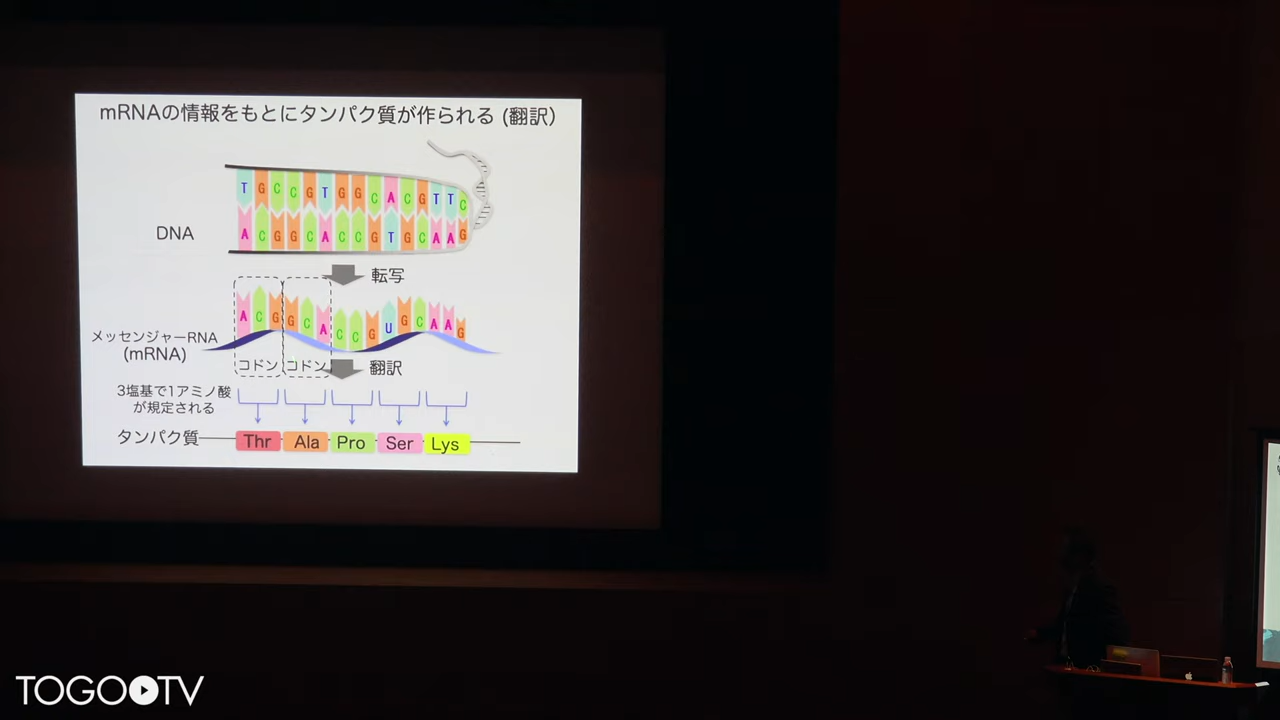 mRNAの情報をもとにタンパク質が作られる (翻訳)
TGCCGTGGCACGTTC
DNA
ACGGCACCGTGCAAG
転写
ACGGCACCGUGCAAG
メッセンジャーRNA
(mRNA)
コドン コドン
翻訳
3塩基で1アミノ酸
が規定される
タンパク質
Thr Ala Pro Ser Lys
TOGO TV